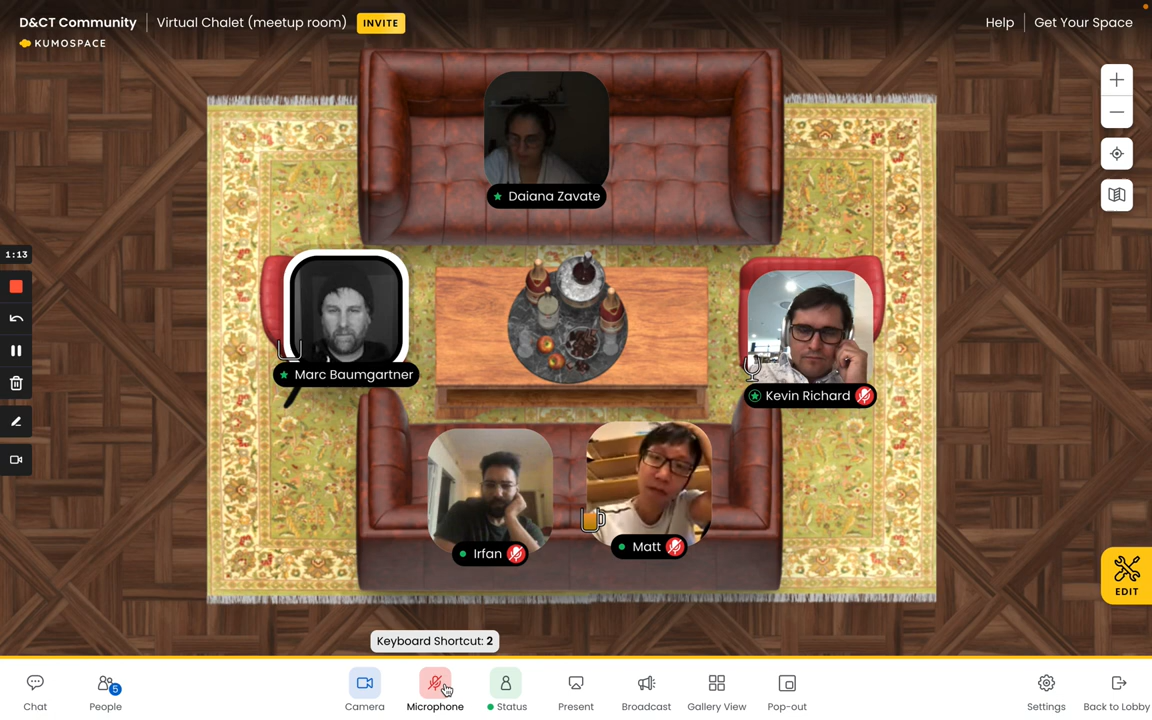 D&CT Community
Virtual Chalet (meetup room)
INVITE
Help
Get Your Space
KUMOSPACE
Daiana Zavate
1:13
Marc Baumgartner
Kevin Richard
Irfan
Matt
EDIT
Keyboard Shortcut: 2
5
Chat
People
Camera
Microphone
Status
Present
Broadcast
Gallery View
Pop-out
Settings
Back to Lobby